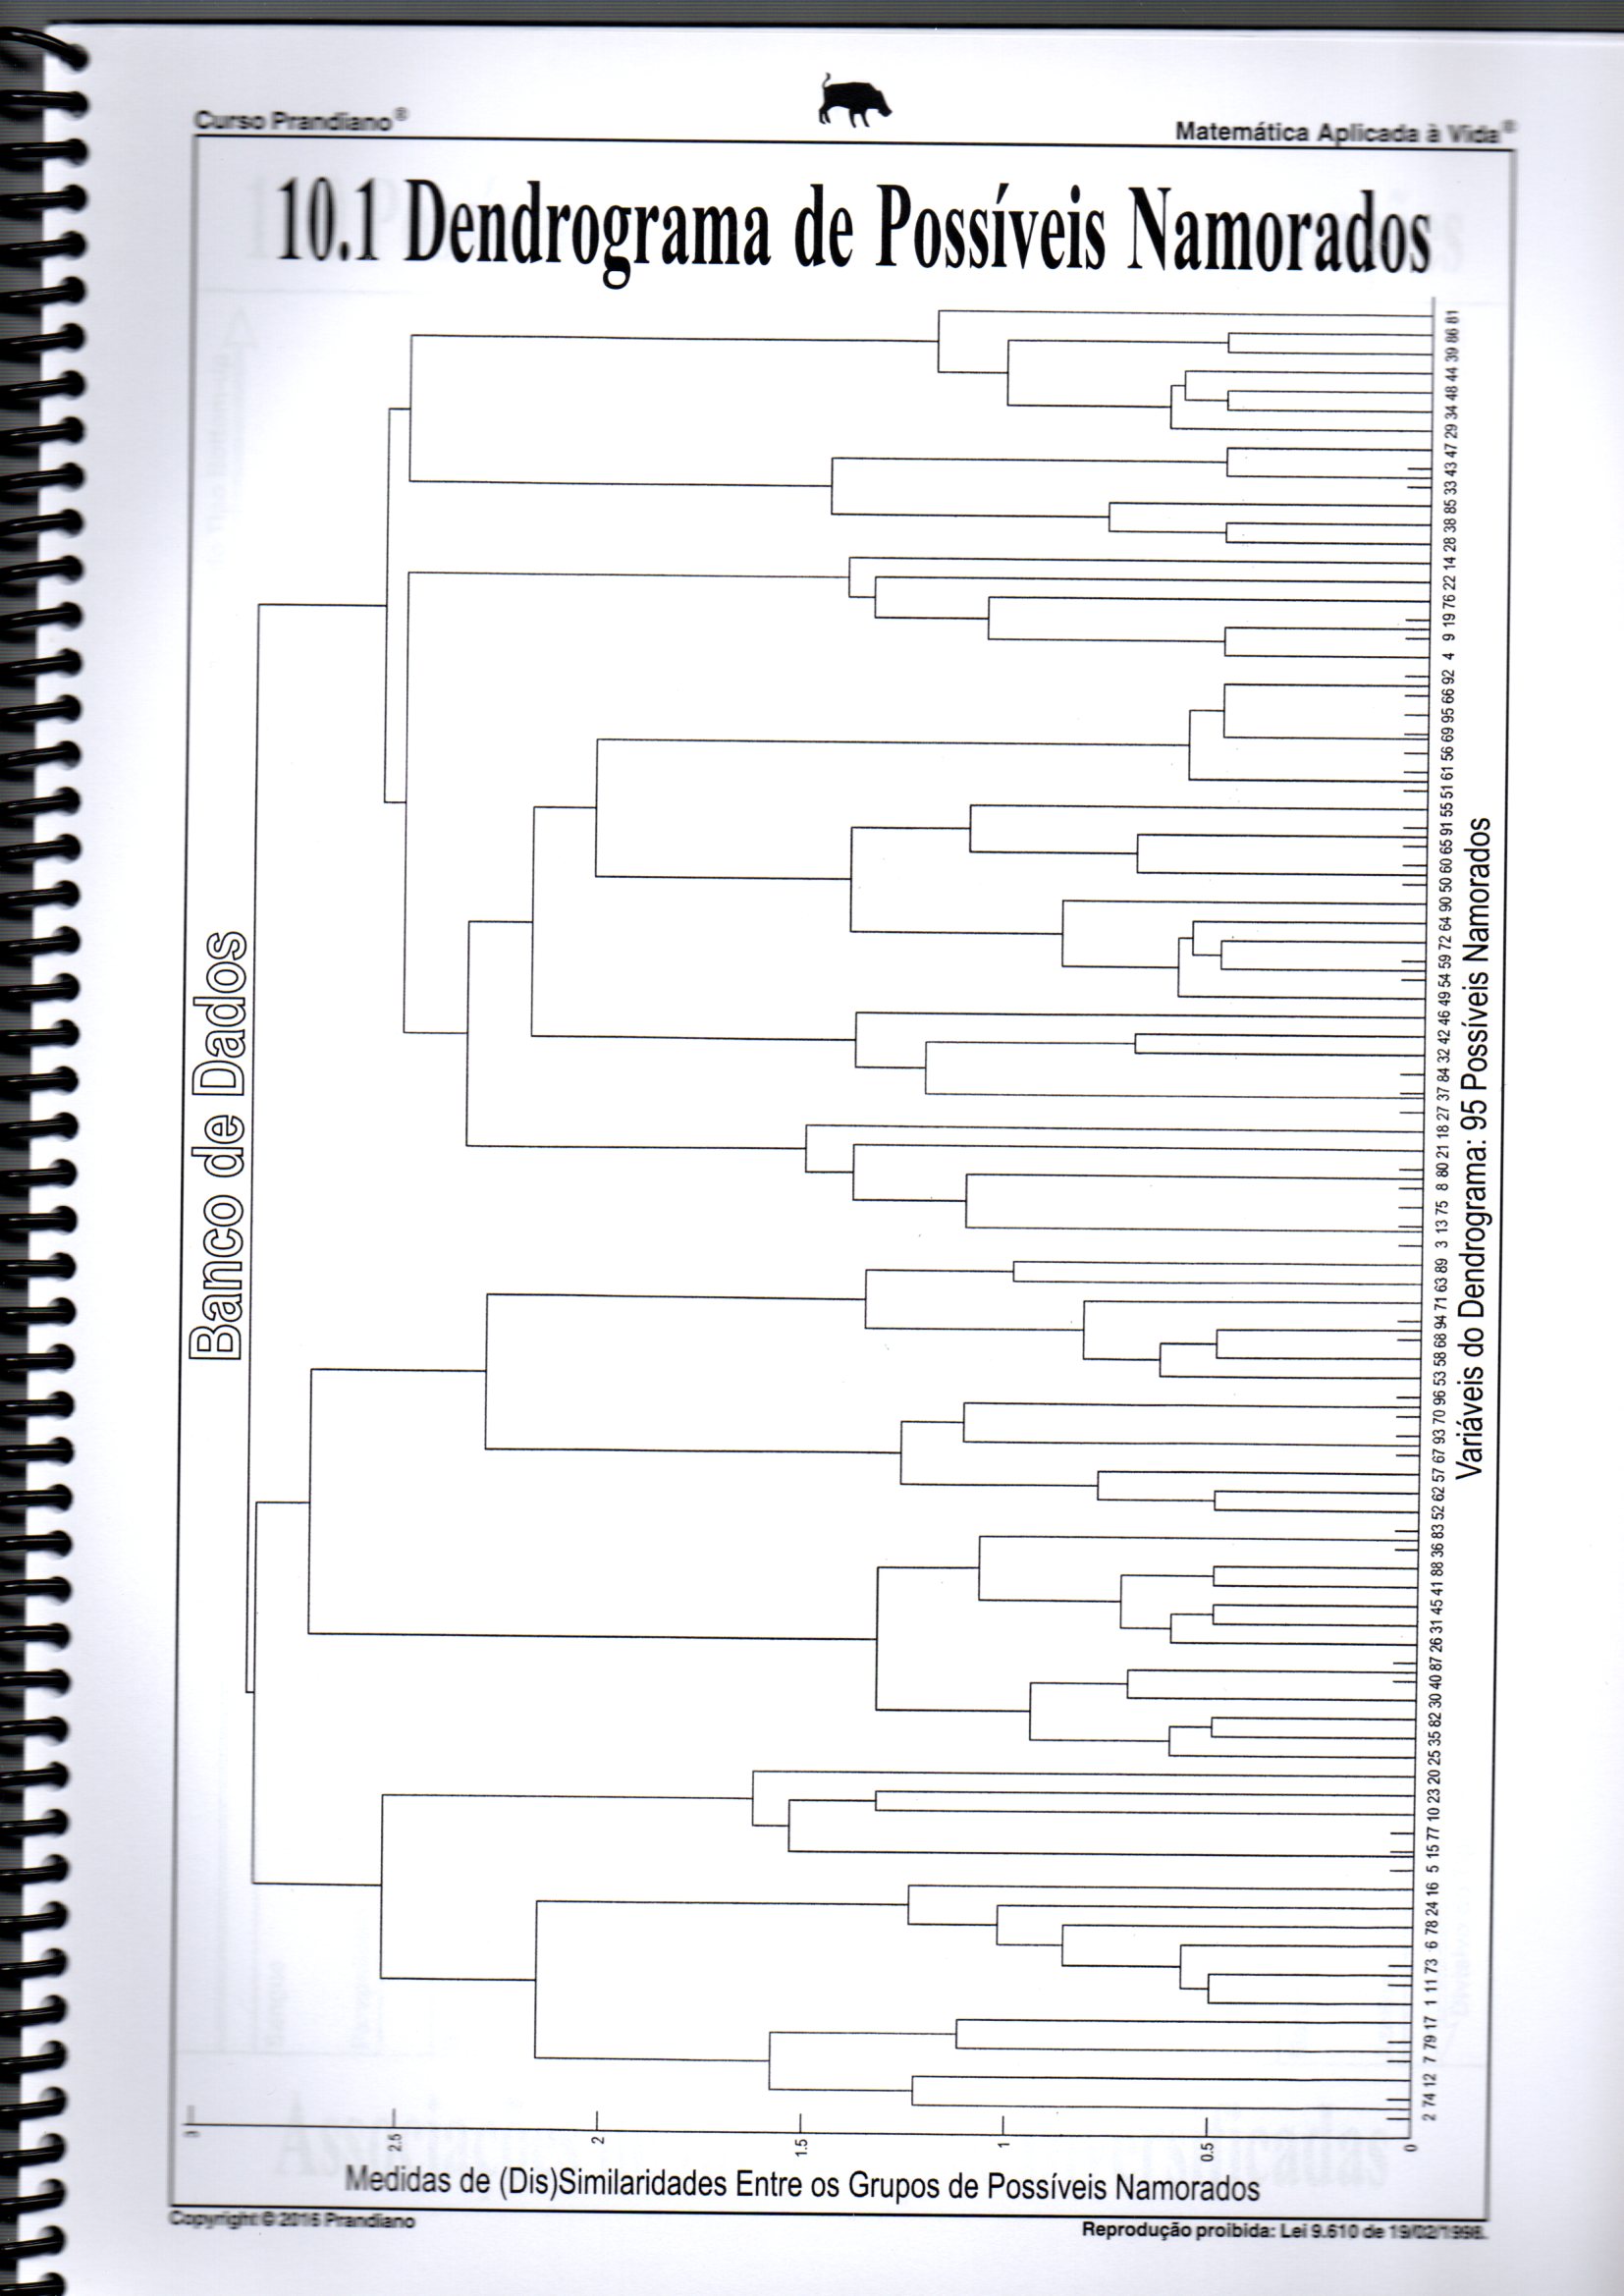 Curso Prandiano®
Matemática Aplicada à Vida®
10.1 Dendrograma de Possíveis Namorados
Banco de Dados
3
2.5
2
1.5
1
0.5
0
Medidas de (Dis)Similaridades Entre os Grupos de Possíveis Namorados
2 74 12 7 79 17 1 11 73 6 78 24 16 5 15 77 10 23 20 25 35 82 30 40 87 26 31 45 41 88 36 83 52 62 57 67 93 70 96 53 58 68 94 71 63 89 3 13 75 8 80 21 18 27 37 84 32 42 46 49 54 59 72 64 90 50 60 65 91 55 51 61 56 69 95 66 92 4 9 19 76 22 14 28 38 85 33 43 47 29 34 48 44 39 86 81
Variáveis do Dendrograma: 95 Possíveis Namorados
Copyright © 2016 Prandiano
Reprodução proibida: Lei 9.610 de 19/02/1998.